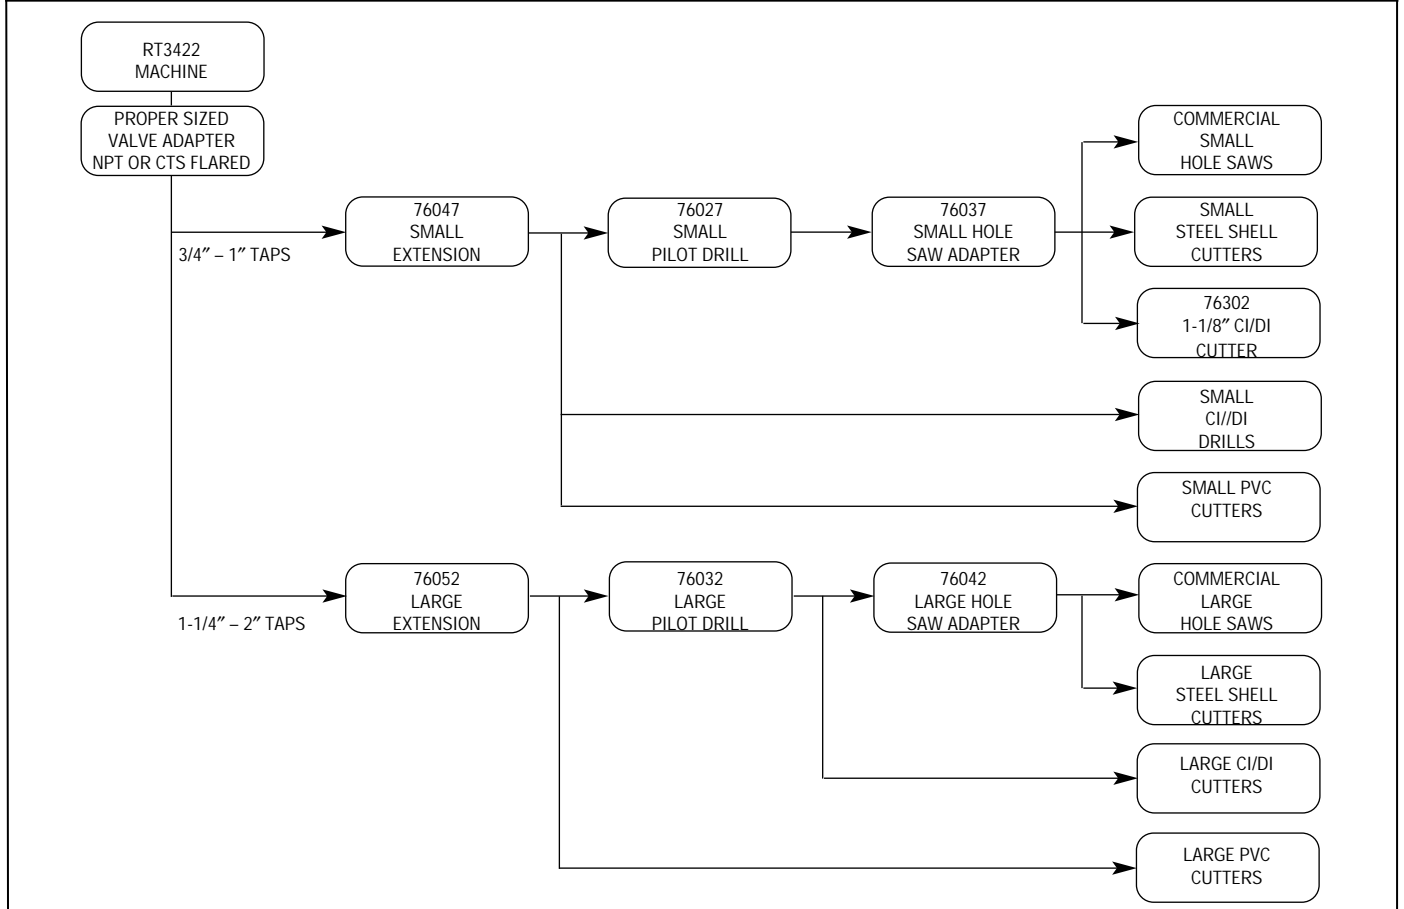 RT3422
MACHINE
PROPER SIZED
VALVE ADAPTER
NPT OR CTS FLARED
3/4″ – 1″ TAPS
76047
SMALL
EXTENSION
76027
SMALL
PILOT DRILL
76037
SMALL HOLE
SAW ADAPTER
COMMERCIAL
SMALL
HOLE SAWS
SMALL
STEEL SHELL
CUTTERS
76302
1-1/8″ CI/DI
CUTTER
SMALL
CI//DI
DRILLS
SMALL PVC
CUTTERS
1-1/4″ – 2″ TAPS
76052
LARGE
EXTENSION
76032
LARGE
PILOT DRILL
76042
LARGE HOLE
SAW ADAPTER
COMMERCIAL
LARGE
HOLE SAWS
LARGE
STEEL SHELL
CUTTERS
LARGE CI/DI
CUTTERS
LARGE PVC
CUTTERS